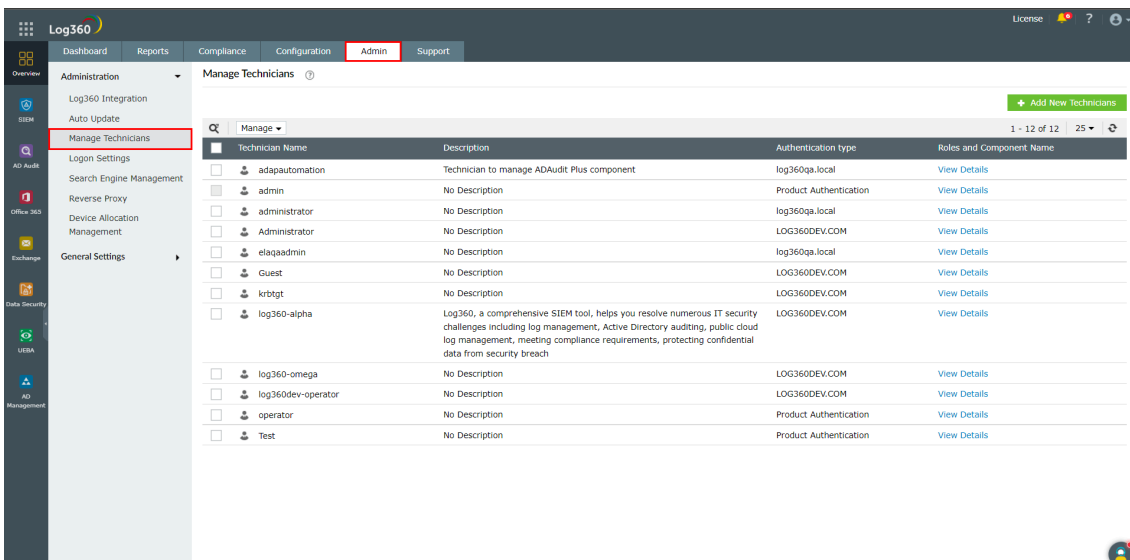 Log360
License
6
?
Dashboard Reports Compliance Configuration Admin Support
Overview
SIEM
AD Audit
Office 365
Exchange
Data Security
UEBA
AD
Management
Administration
Log360 Integration
Auto Update
Manage Technicians
Logon Settings
Search Engine Management
Reverse Proxy
Device Allocation
Management
General Settings
Manage Technicians ?
+ Add New Technicians
Manage 1 - 12 of 12 25
Technician Name Description Authentication type Roles and Component Name
adapautomation Technician to manage ADAudit Plus component log360qa.local View Details
admin No Description Product Authentication View Details
administrator No Description log360qa.local View Details
Administrator No Description LOG360DEV.COM View Details
elaqaadmin No Description log360qa.local View Details
Guest No Description LOG360DEV.COM View Details
krbtgt No Description LOG360DEV.COM View Details
log360-alpha Log360, a comprehensive SIEM tool, helps you resolve numerous IT security LOG360DEV.COM View Details
challenges including log management, Active Directory auditing, public cloud
log management, meeting compliance requirements, protecting confidential
data from security breach
log360-omega No Description LOG360DEV.COM View Details
log360dev-operator No Description LOG360DEV.COM View Details
operator No Description Product Authentication View Details
Test No Description Product Authentication View Details